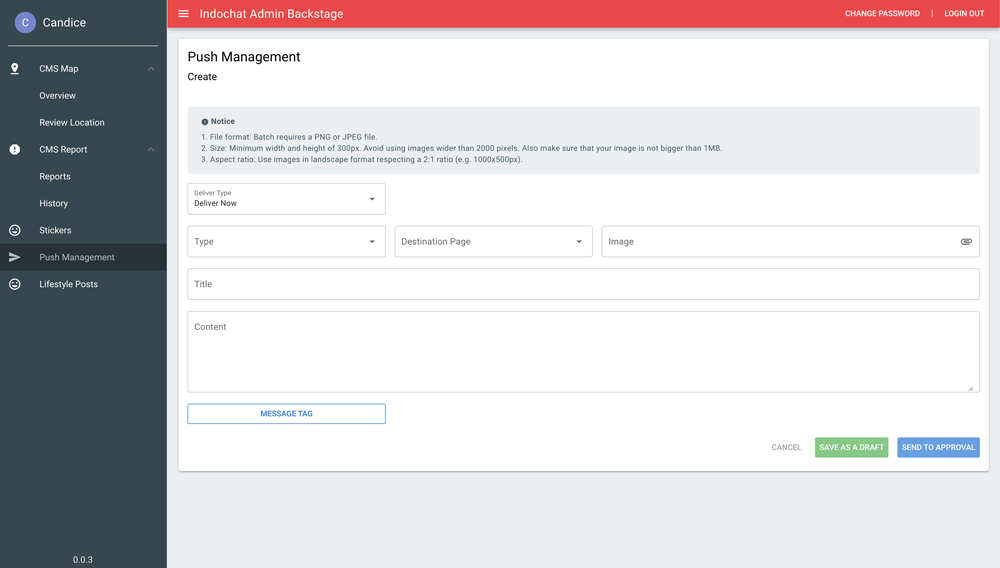 C
Candice
Indochat Admin Backstage
CHANGE PASSWORD | LOGIN OUT
CMS Map
Overview
Review Location
CMS Report
Reports
History
Stickers
Push Management
Lifestyle Posts
0.0.3
Push Management
Create
Notice
1. File format: Batch requires a PNG or JPEG file.
2. Size: Minimum width and height of 300px. Avoid using images wider than 2000 pixels. Also make sure that your image is not bigger than 1MB.
3. Aspect ratio: Use images in landscape format respecting a 2:1 ratio (e.g. 1000x500px).
Deliver Type
Deliver Now
Type
Destination Page
Image
Title
Content
MESSAGE TAG
CANCEL
SAVE AS A DRAFT
SEND TO APPROVAL